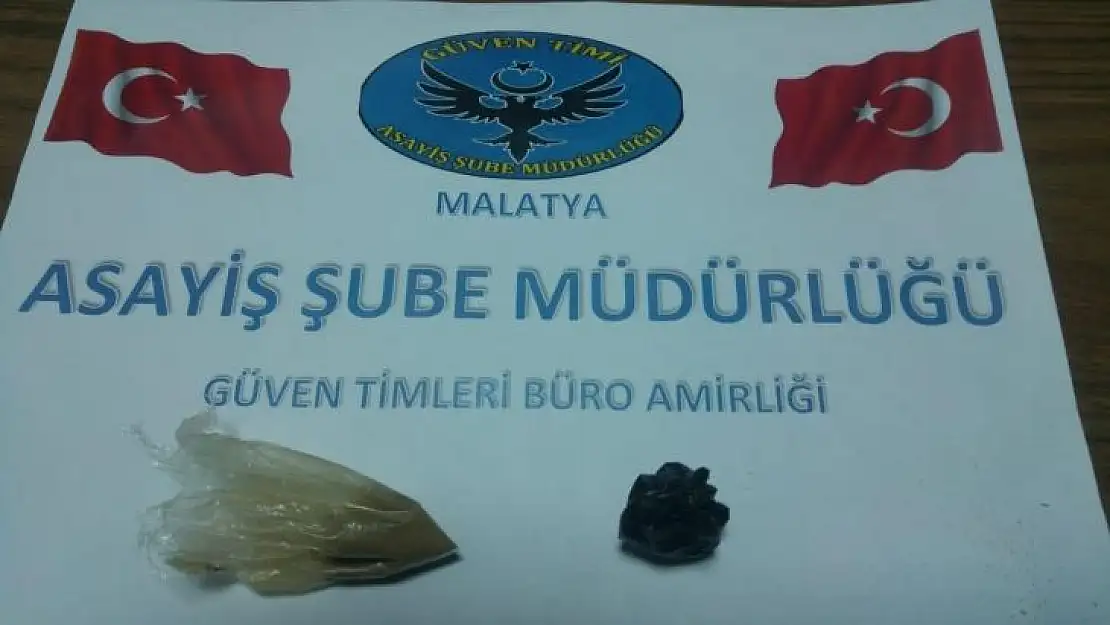 GÜVEN TİMİ
ASAYİŞ ŞUBE MÜDÜRLÜĞÜ
MALATYA
ASAYİŞ ŞUBE MÜDÜRLÜĞÜ
GÜVEN TİMLERİ BÜRO AMİRLİĞİ